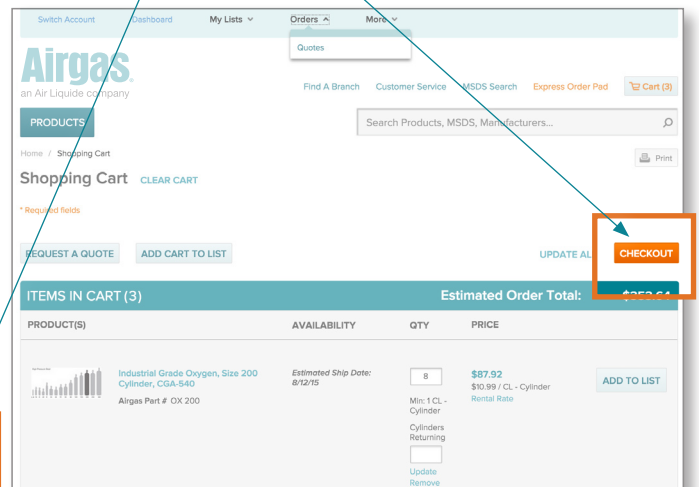 Switch Account Dashboard My Lists Orders More
Quotes
Airgas
an Air Liquide company
Find A Branch Customer Service MSDS Search Express Order Pad Cart (3)
PRODUCTS Search Products, MSDS, Manufacturers...
Home / Shopping Cart
Print
Shopping Cart CLEAR CART
* Required fields
REQUEST A QUOTE ADD CART TO LIST UPDATE AL CHECKOUT
ITEMS IN CART (3) Estimated Order Total: $353.64
PRODUCT(S) AVAILABILITY QTY PRICE
Industrial Grade Oxygen, Size 200
Cylinder, CGA-540
Airgas Part # OX 200
Estimated Ship Date:
8/12/15
8
Min: 1 CL -
Cylinder
Cylinders
Returning
Update
Remove
$87.92
$10.99 / CL - Cylinder
Rental Rate
ADD TO LIST